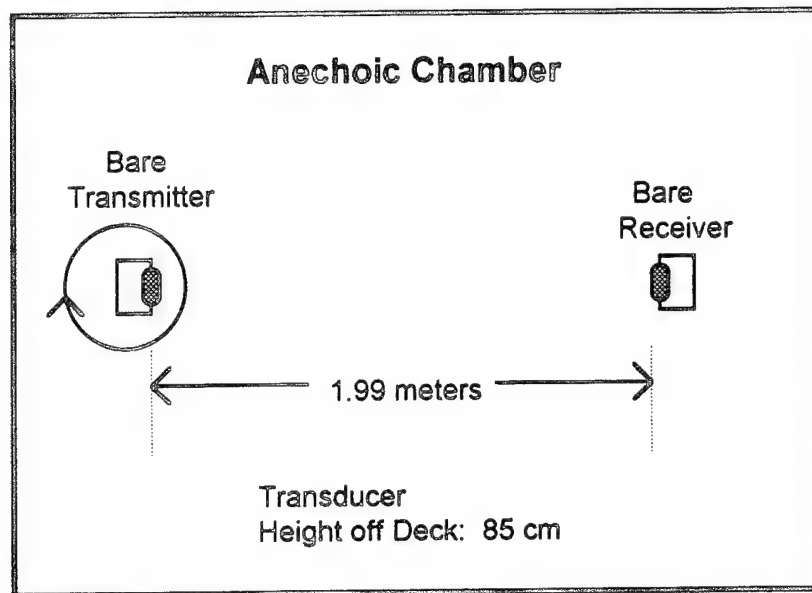 Anechoic Chamber
Bare
Transmitter
Bare
Receiver
1.99 meters
Transducer
Height off Deck: 85 cm